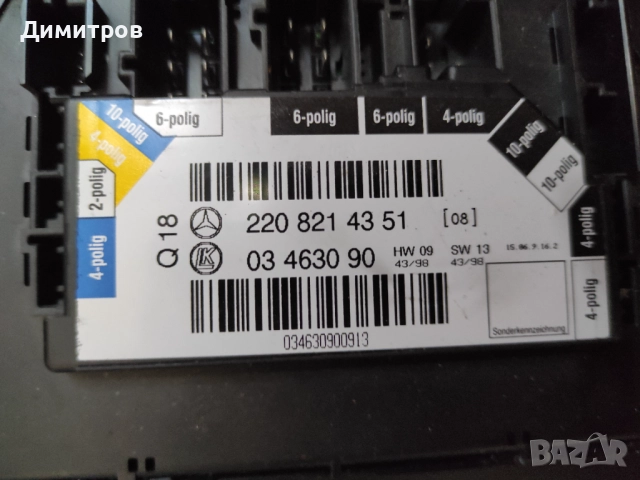 Димитров
10-polig
4-polig
2-polig
4-polig
6-polig
6-polig
6-polig
4-polig
10-polig
10-polig
4-polig
4-polig
Q 18
220 821 43 51 [08]
LK
03 4630 90
HW 09
43/98
SW 13
43/98
15.06.9.16.2
034630900913
Sonderkennzeichnung
BAZAR